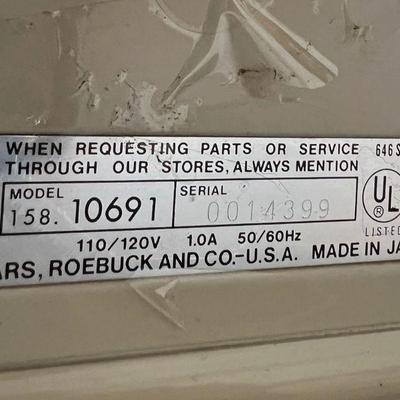 WHEN REQUESTING PARTS OR SERVICE 646S
THROUGH OUR STORES, ALWAYS MENTION
MODEL SERIAL
158. 10691 0014399
UL
®
LISTED
110/120V 1.0A 50/60Hz
ARS, ROEBUCK AND CO.-U.S.A. MADE IN JA